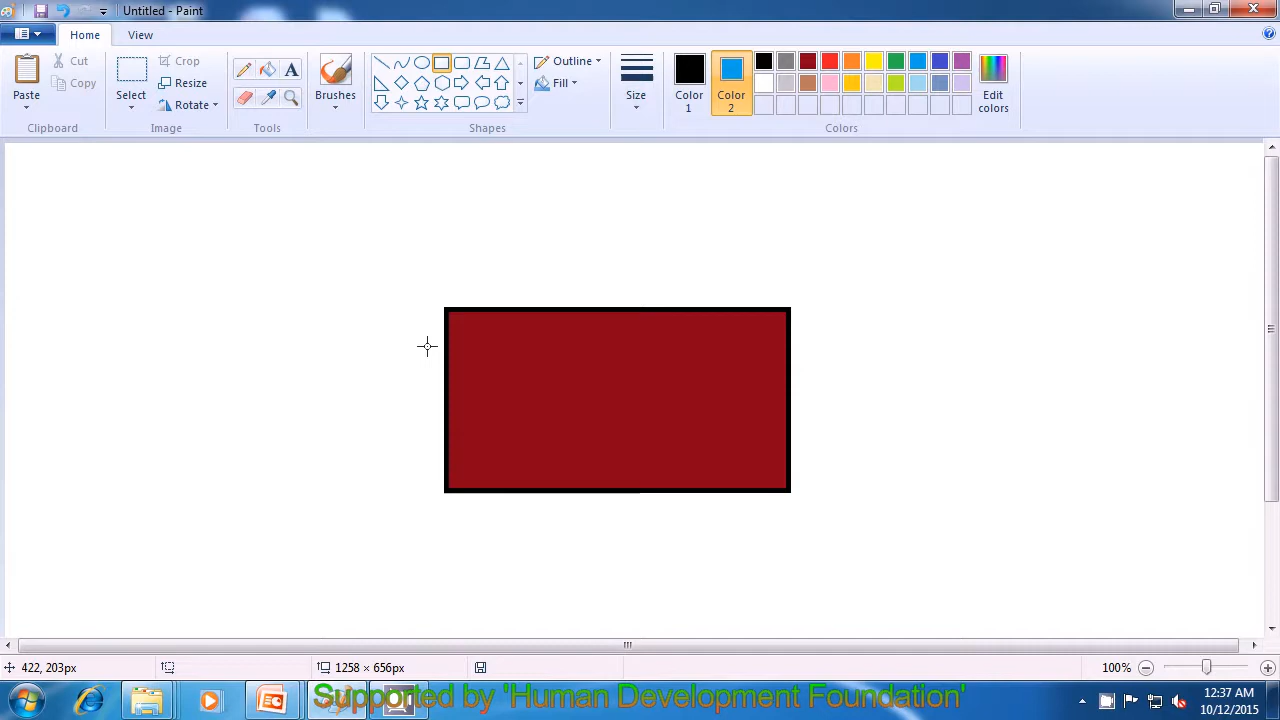 Untitled - Paint
Home View
Paste
Cut
Copy
Clipboard
Select
Crop
Resize
Rotate
Image
A
Tools
Brushes
Outline
Fill
Shapes
Size
Color 1
Color 2
Edit colors
Colors
422, 203px
1258 × 656px
100%
12:37 AM
10/12/2015
Supported by 'Human Development Foundation'